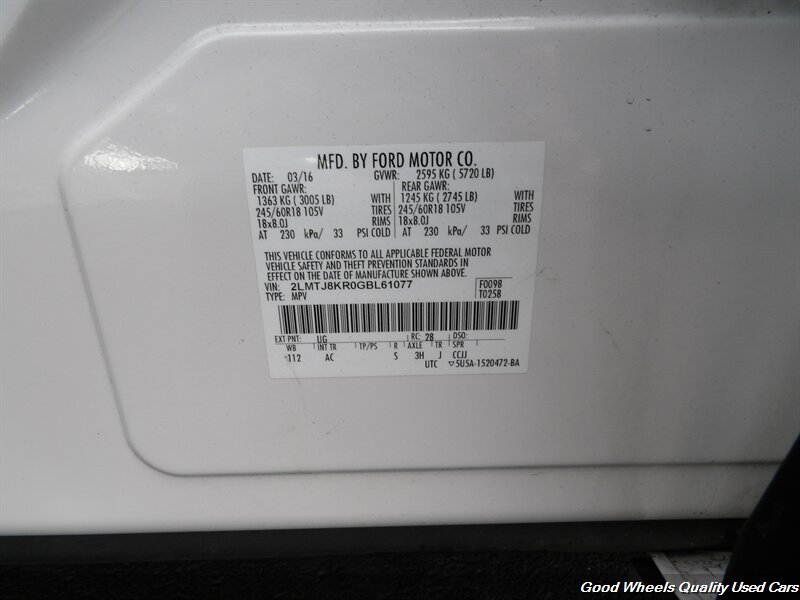 MFD. BY FORD MOTOR CO.
DATE: 03/16 GVWR: 2595 KG ( 5720 LB)
FRONT GAWR: REAR GAWR:
1363 KG ( 3005 LB) WITH 1245 KG ( 2745 LB) WITH
245/60R18 105V TIRES 245/60R18 105V TIRES
18x8.0J RIMS 18x8.0J RIMS
AT 230 kPa/ 33 PSI COLD AT 230 kPa/ 33 PSI COLD
THIS VEHICLE CONFORMS TO ALL APPLICABLE FEDERAL MOTOR
VEHICLE SAFETY AND THEFT PREVENTION STANDARDS IN
EFFECT ON THE DATE OF MANUFACTURE SHOWN ABOVE.
VIN: 2LMTJ8KR0GBL61077 F0098
TYPE: MPV T0258
EXT PNT: UG RC: 28 DSO:
WB INT TR TP/PS R AXLE TR SPR
112 AC S 3H J CCJJ
UTC ▽5U5A-1520472-BA
Good Wheels Quality Used Cars